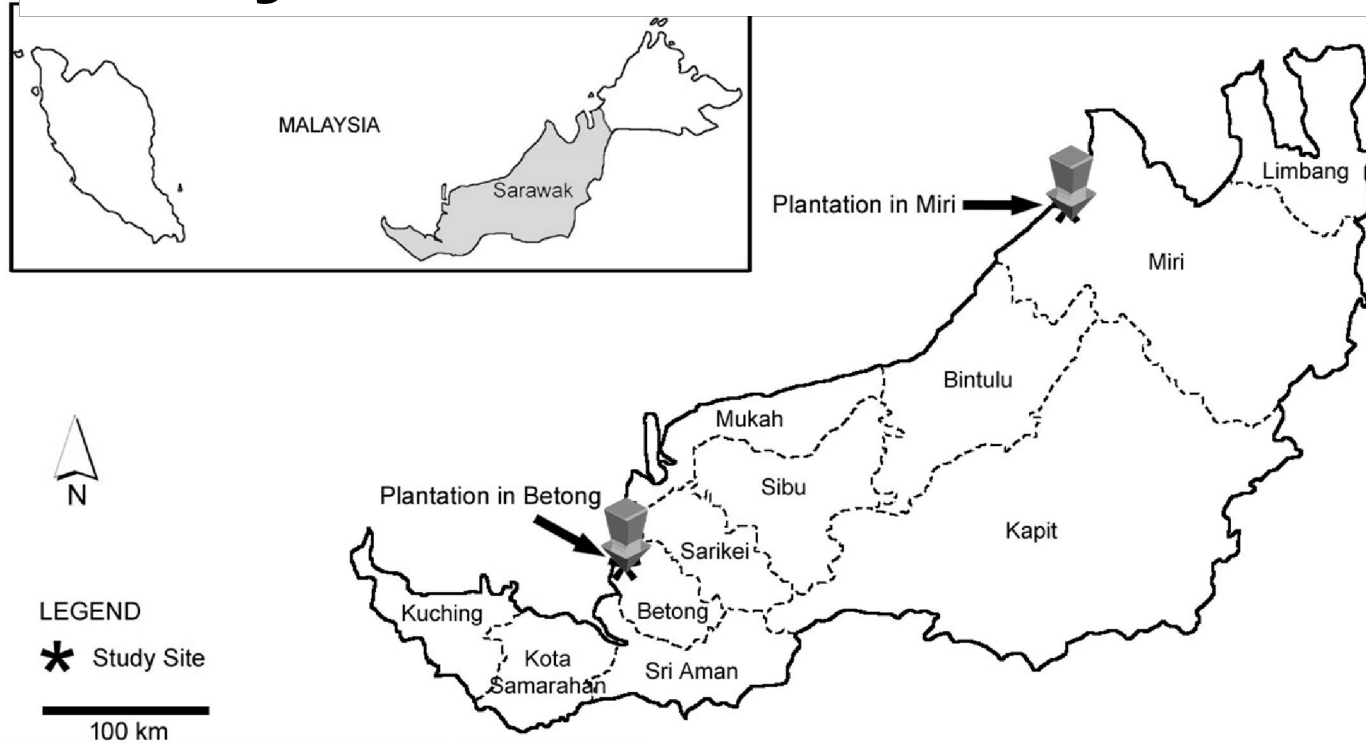 MALAYSIA
Sarawak
Limbang
Plantation in Miri
Miri
Bintulu
Mukah
Sibu
Plantation in Betong
Kapit
Sarikei
N
Betong
Kuching
LEGEND
Study Site
Kota
Samarahan
Sri Aman
100 km